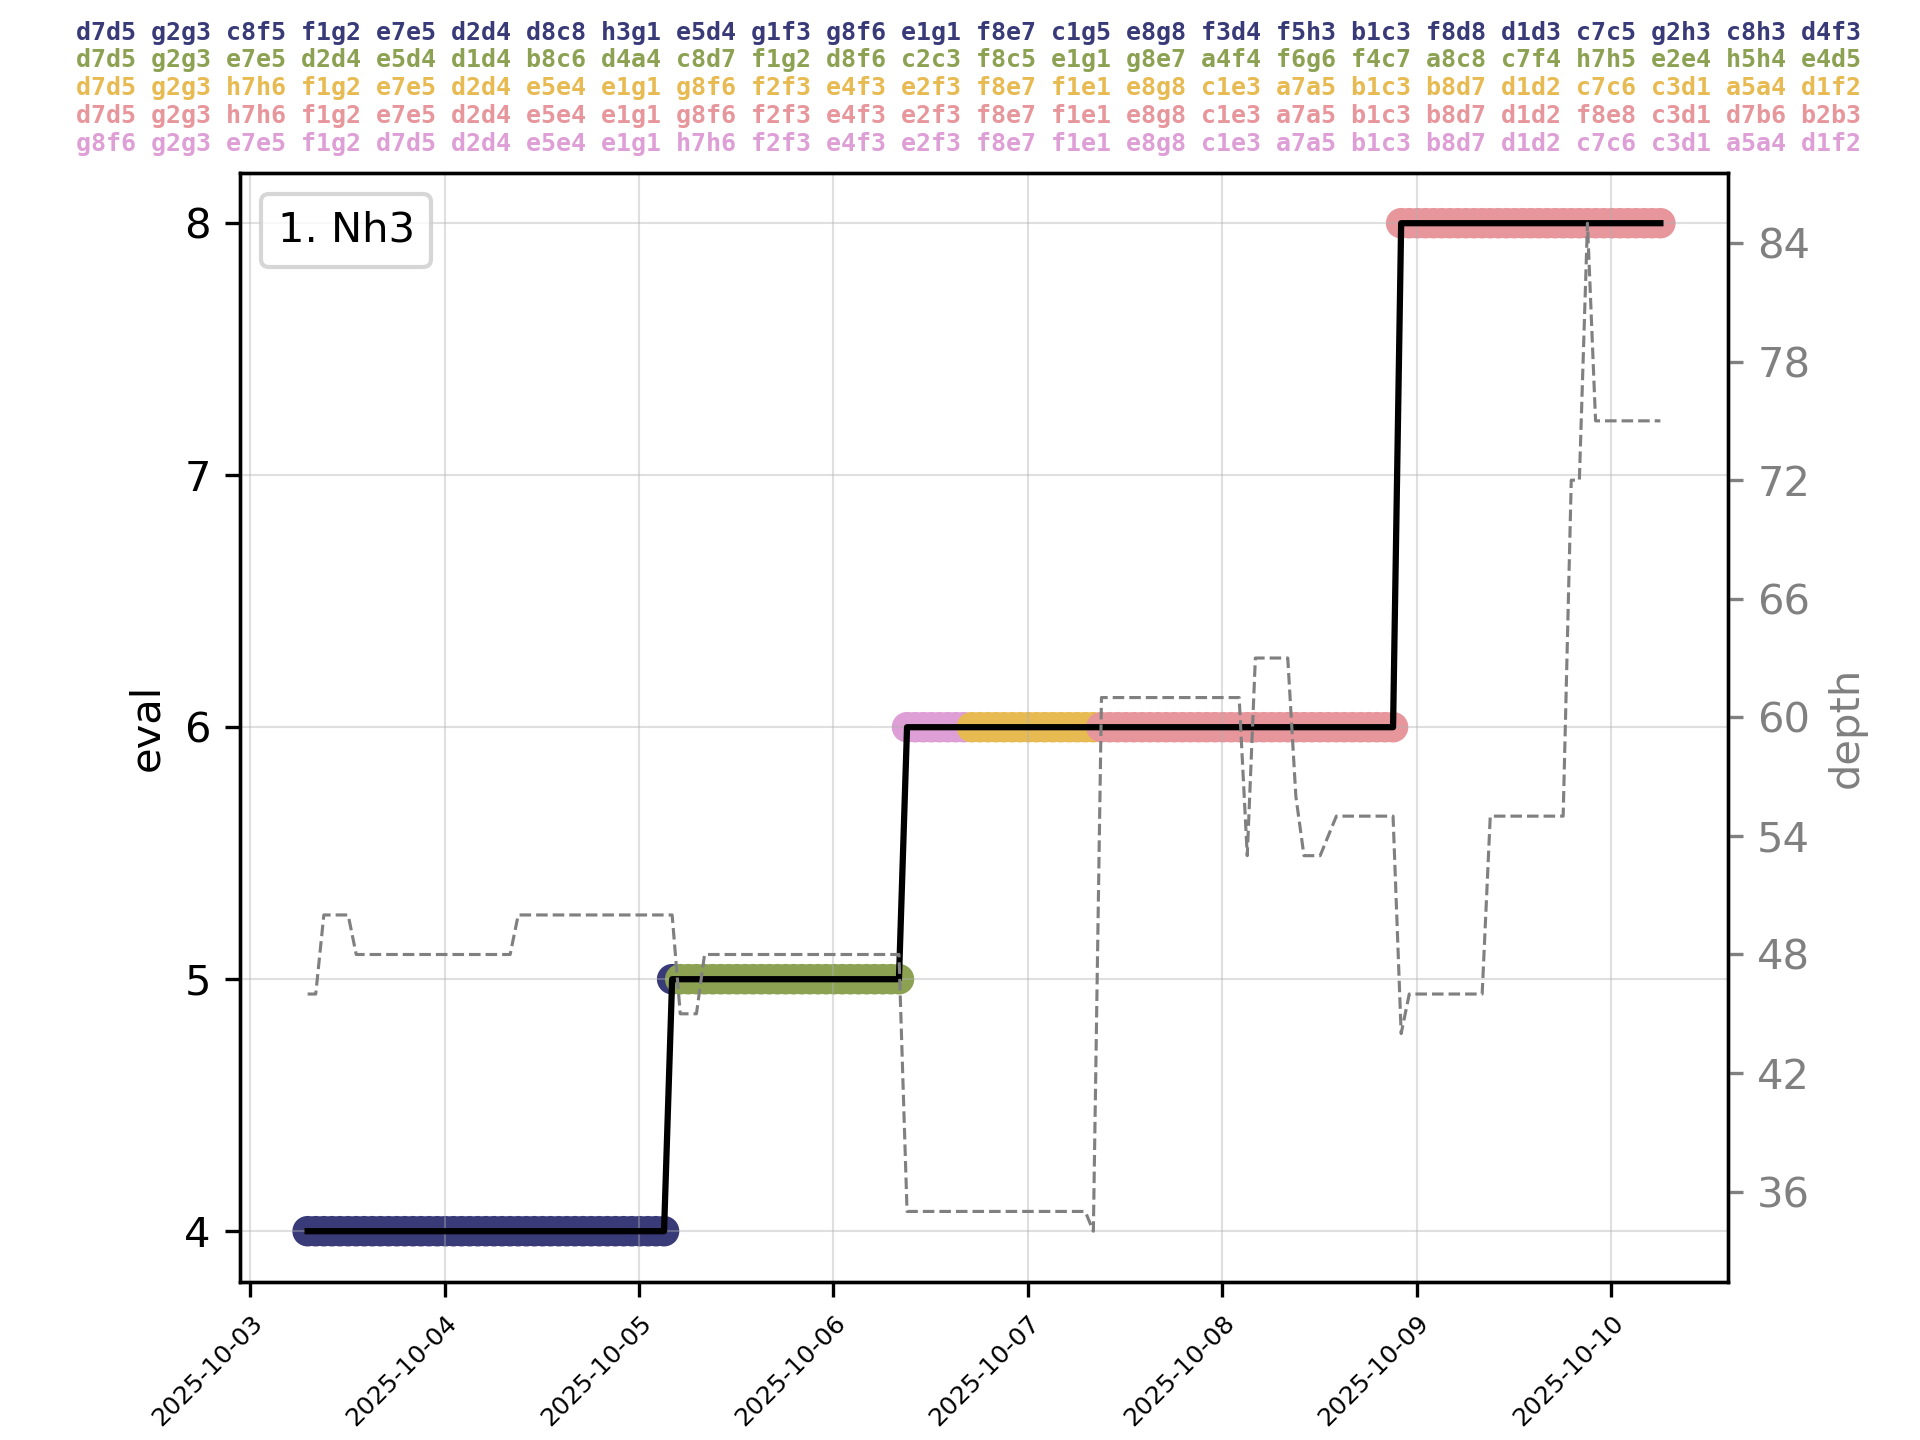 d7d5 g2g3 c8f5 f1g2 e7e5 d2d4 d8c8 h3g1 e5d4 g1f3 g8f6 e1g1 f8e7 c1g5 e8g8 f3d4 f5h3 b1c3 f8d8 d1d3 c7c5 g2h3 c8h3 d4f3
d7d5 g2g3 e7e5 d2d4 e5d4 d1d4 b8c6 d4a4 c8d7 f1g2 d8f6 c2c3 f8c5 e1g1 g8e7 a4f4 f6g6 f4c7 a8c8 c7f4 h7h5 e2e4 h5h4 e4d5
d7d5 g2g3 h7h6 f1g2 e7e5 d2d4 e5e4 e1g1 g8f6 f2f3 e4f3 e2f3 f8e7 f1e1 e8g8 c1e3 a7a5 b1c3 b8d7 d1d2 c7c6 c3d1 a5a4 d1f2
d7d5 g2g3 h7h6 f1g2 e7e5 d2d4 e5e4 e1g1 g8f6 f2f3 e4f3 e2f3 f8e7 f1e1 e8g8 c1e3 a7a5 b1c3 b8d7 d1d2 f8e8 c3d1 d7b6 b2b3
g8f6 g2g3 e7e5 f1g2 d7d5 d2d4 e5e4 e1g1 h7h6 f2f3 e4f3 e2f3 f8e7 f1e1 e8g8 c1e3 a7a5 b1c3 b8d7 d1d2 c7c6 c3d1 a5a4 d1f2
1. Nh3
8
7
6
5
4
eval
84
78
72
66
60
54
48
42
36
depth
2025-10-03
2025-10-04
2025-10-05
2025-10-06
2025-10-07
2025-10-08
2025-10-09
2025-10-10